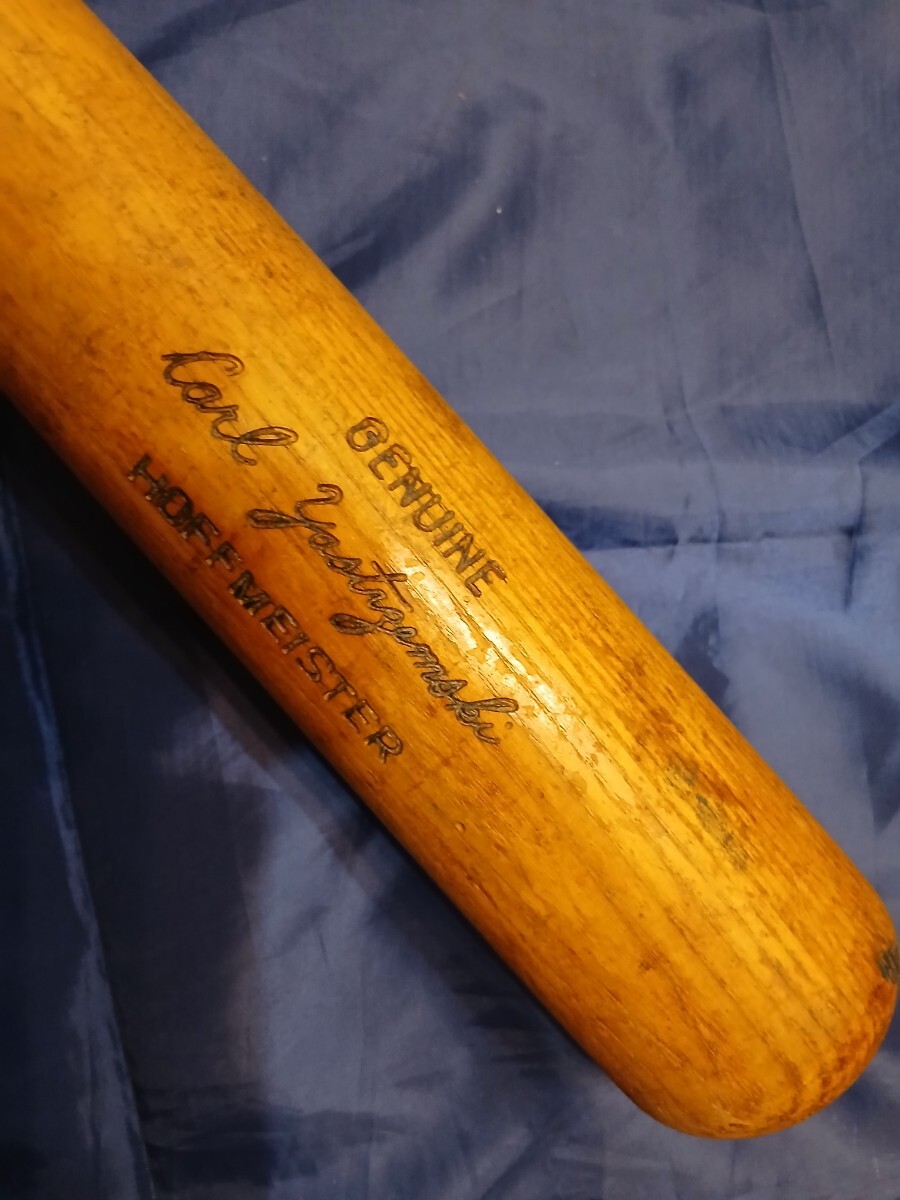 GENUINE
Carl Yastrzemski
HOFFMEISTER